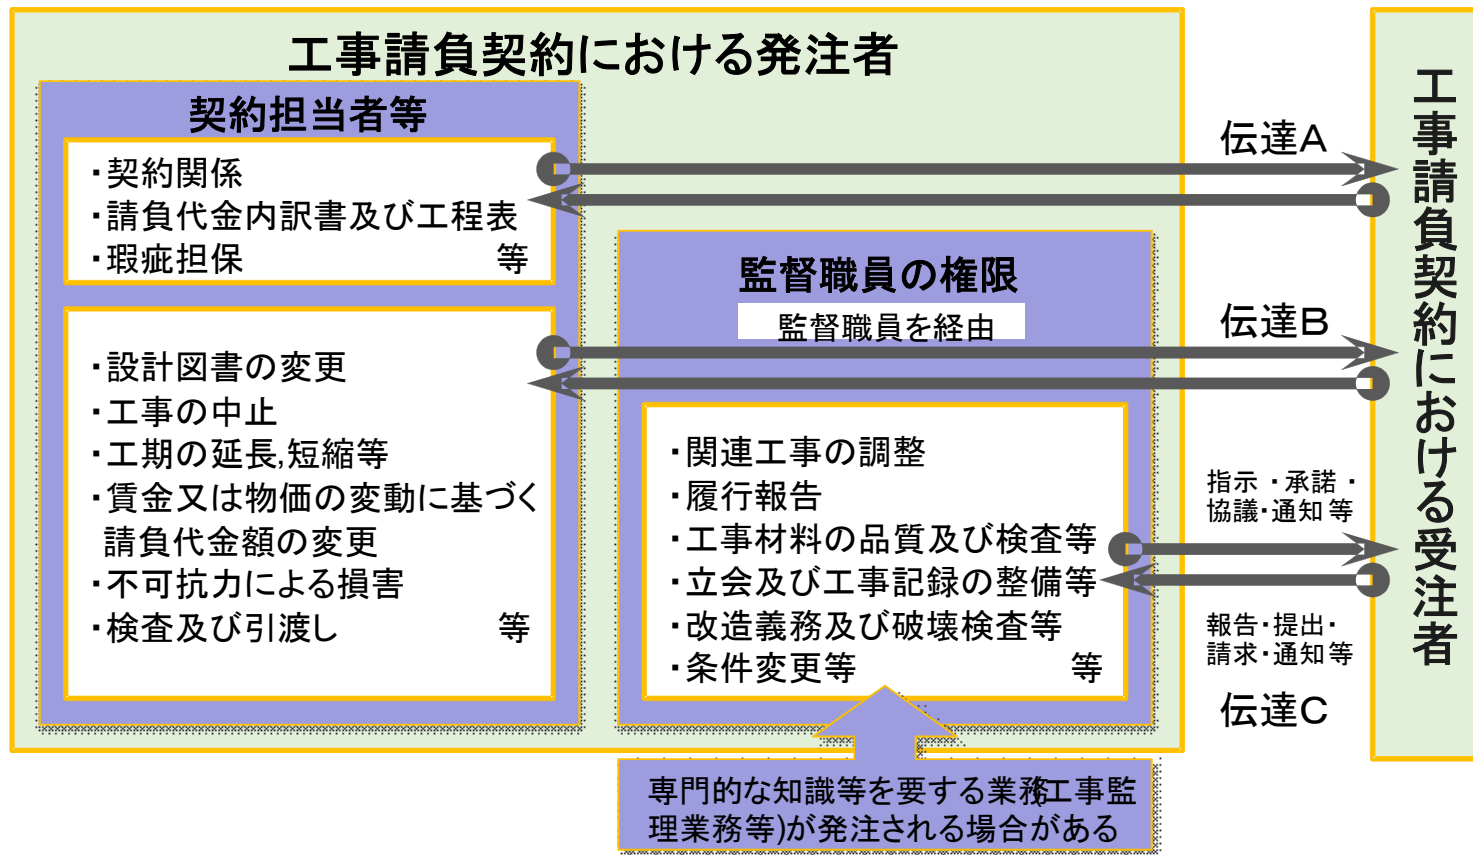 工事請負契約における発注者
契約担当者等
・契約関係
・請負代金内訳書及び工程表
・瑕疵担保　等
・設計図書の変更
・工事の中止
・工期の延長,短縮等
・賃金又は物価の変動に基づく
請負代金額の変更
・不可抗力による損害
・検査及び引渡し　等
監督職員の権限
監督職員を経由
・関連工事の調整
・履行報告
・工事材料の品質及び検査等
・立会及び工事記録の整備等
・改造義務及び破壊検査等
・条件変更等　等
専門的な知識等を要する業務(工事監
理業務等)が発注される場合がある
伝達A
伝達B
指示・承諾・
協議・通知等
報告・提出・
請求・通知等
伝達C
工事請負契約における受注者